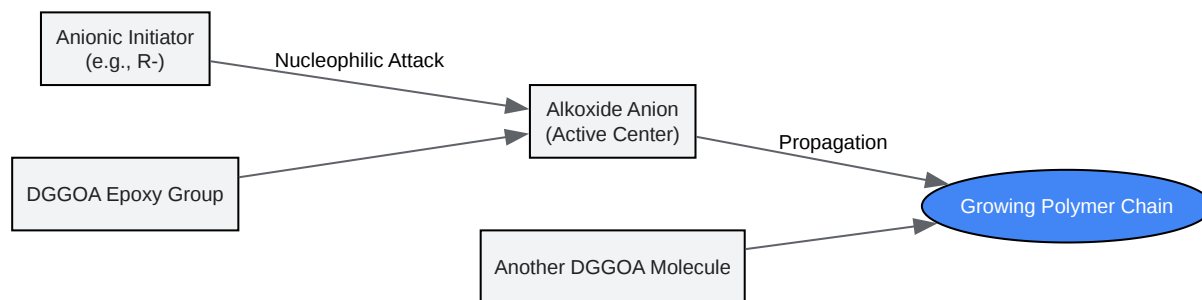 Anionic Initiator
(e.g., R-)
Nucleophilic Attack
DGGOA Epoxy Group
Alkoxide Anion
(Active Center)
Propagation
Another DGGOA Molecule
Growing Polymer Chain